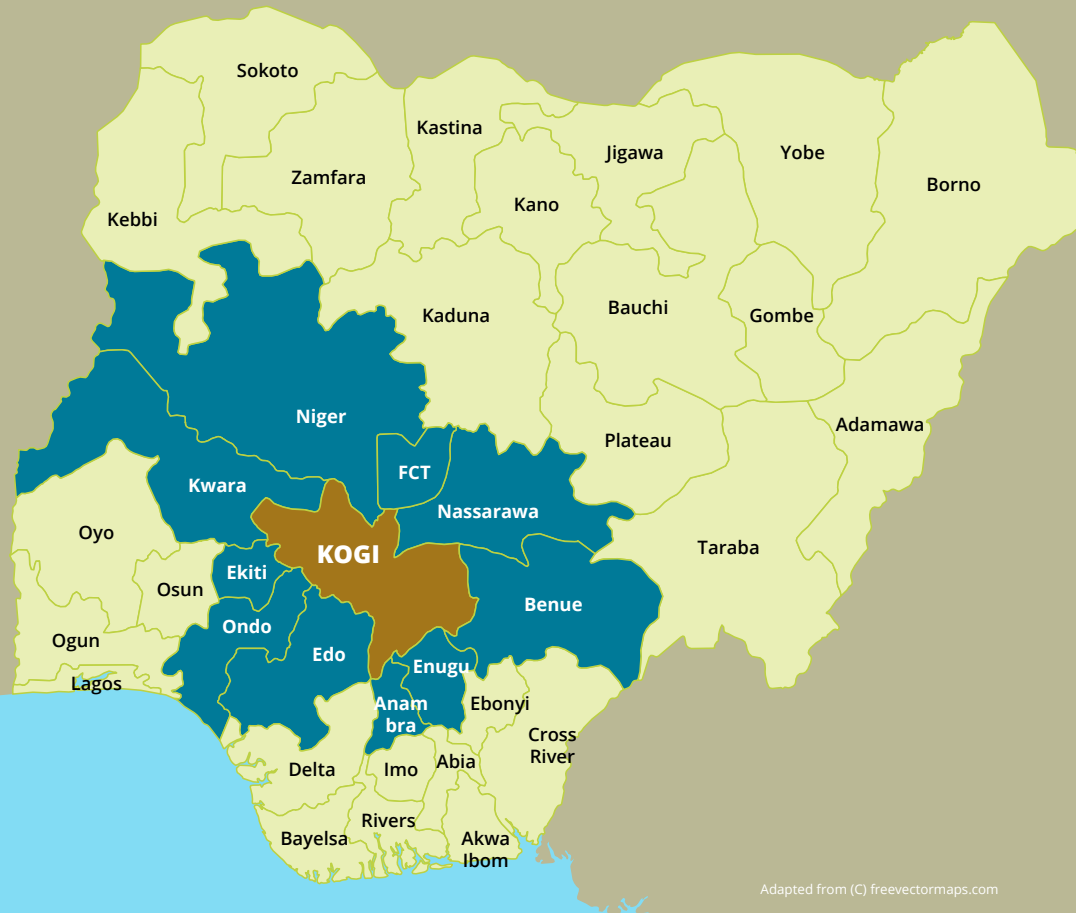 Sokoto
Kastina
Jigawa
Yobe
Borno
Zamfara
Kano
Kebbi
Kaduna
Bauchi
Gombe
Niger
Adamawa
Plateau
FCT
Kwara
Nassarawa
Oyo
KOGI
Taraba
Ekiti
Osun
Benue
Ondo
Ogun
Edo
Enugu
Lagos
Anam
bra
Ebonyi
Cross
River
Delta
Imo
Abia
Rivers
Bayelsa
Akwa
Ibom
Adapted from (C) freevectormaps.com